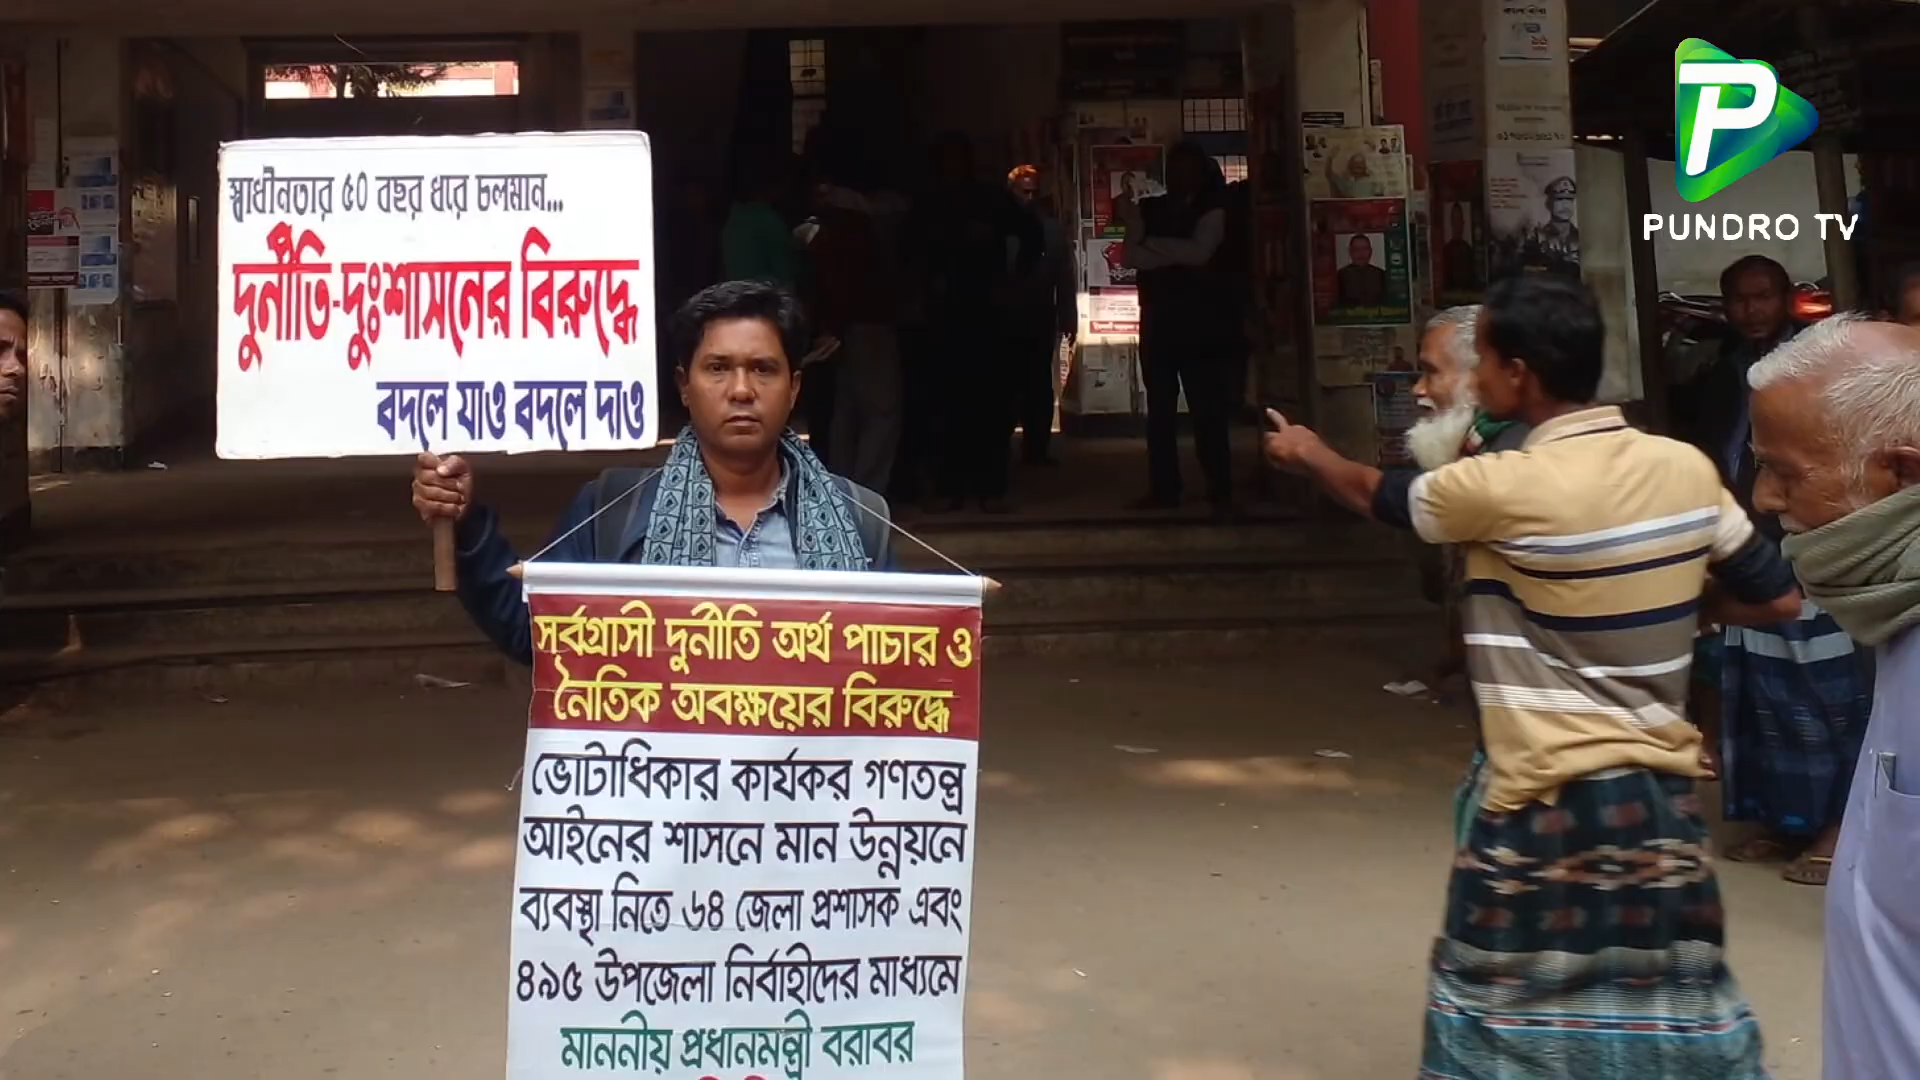 স্বাধীনতার ৫০ বছর ধরে চলমান...
দুর্নীতি-দুঃশাসনের বিরুদ্ধে
বদলে যাও বদলে দাও
সর্বগ্রাসী দুর্নীতি অর্থ পাচার ও
নৈতিক অবক্ষয়ের বিরুদ্ধে
ভোটাধিকার কার্যকর গণতন্ত্র
আইনের শাসনে মান উন্নয়নে
ব্যবস্থা নিতে ৬৪ জেলা প্রশাসক এবং
৪৯৫ উপজেলা নির্বাহীদের মাধ্যমে
মাননীয় প্রধানমন্ত্রী বরাবর
PUNDRO TV